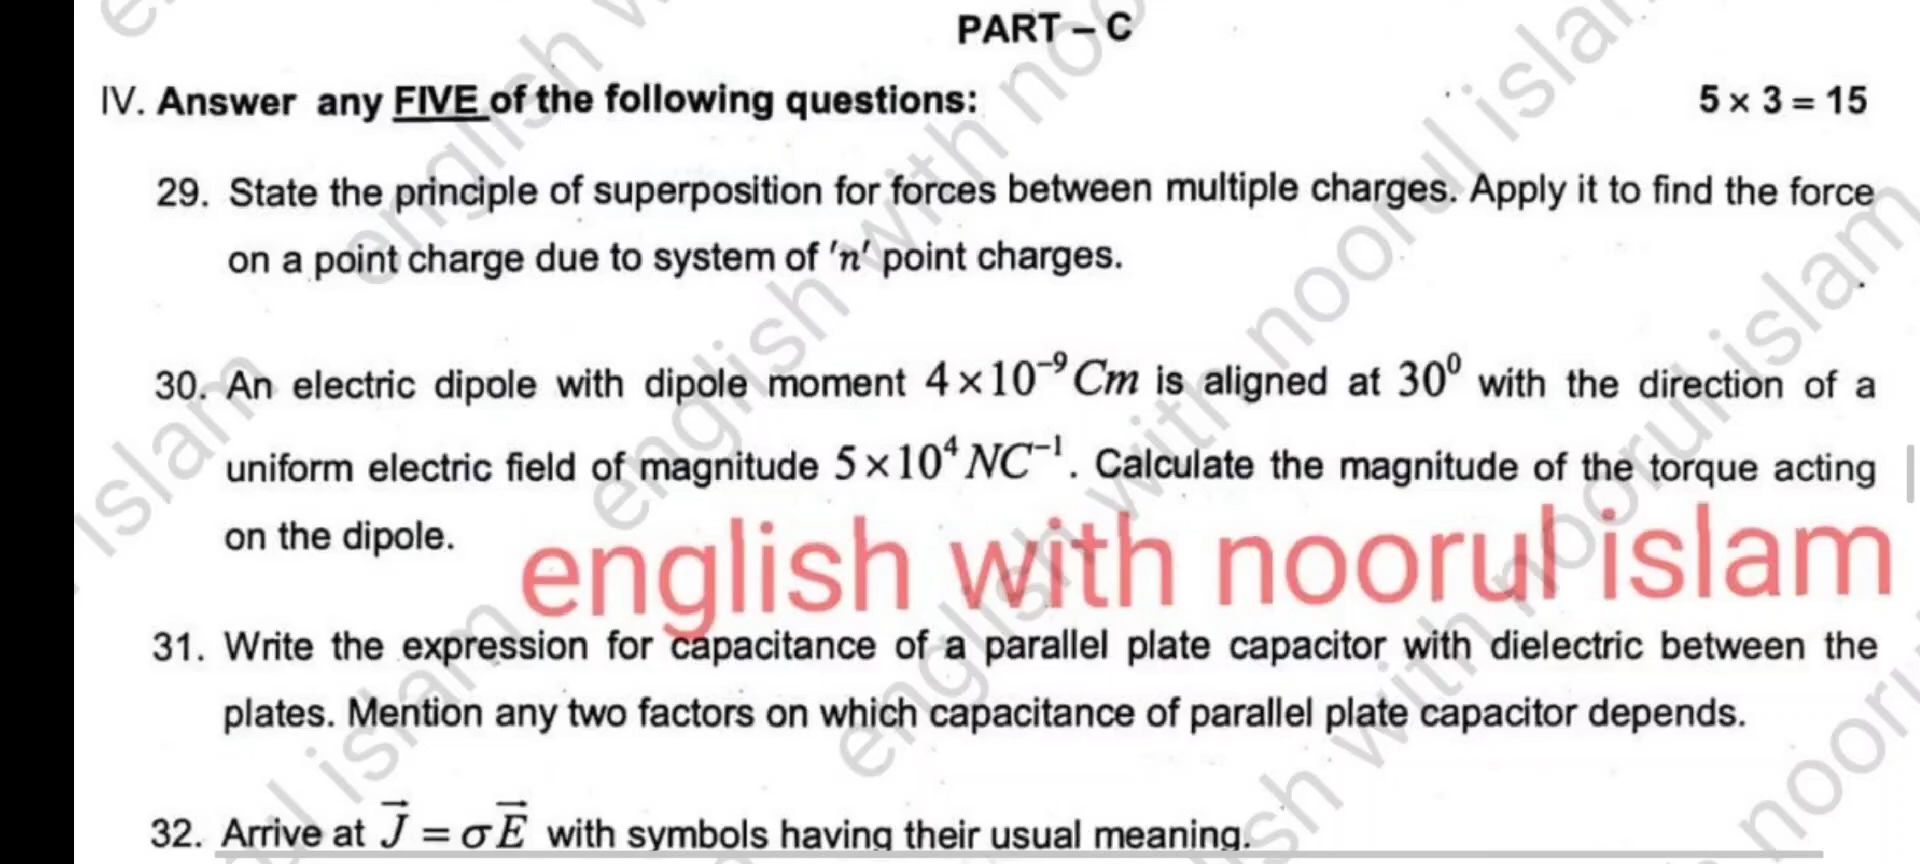 PART – C
IV. Answer any FIVE of the following questions: 5 × 3 = 15
29. State the principle of superposition for forces between multiple charges. Apply it to find the force
on a point charge due to system of 'n' point charges.
30. An electric dipole with dipole moment 4×10⁻⁹ Cm is aligned at 30⁰ with the direction of a
uniform electric field of magnitude 5×10⁴ NC⁻¹. Calculate the magnitude of the torque acting
on the dipole.
english with noorul islam
31. Write the expression for capacitance of a parallel plate capacitor with dielectric between the
plates. Mention any two factors on which capacitance of parallel plate capacitor depends.
32. Arrive at J⃗ = σE⃗ with symbols having their usual meaning.